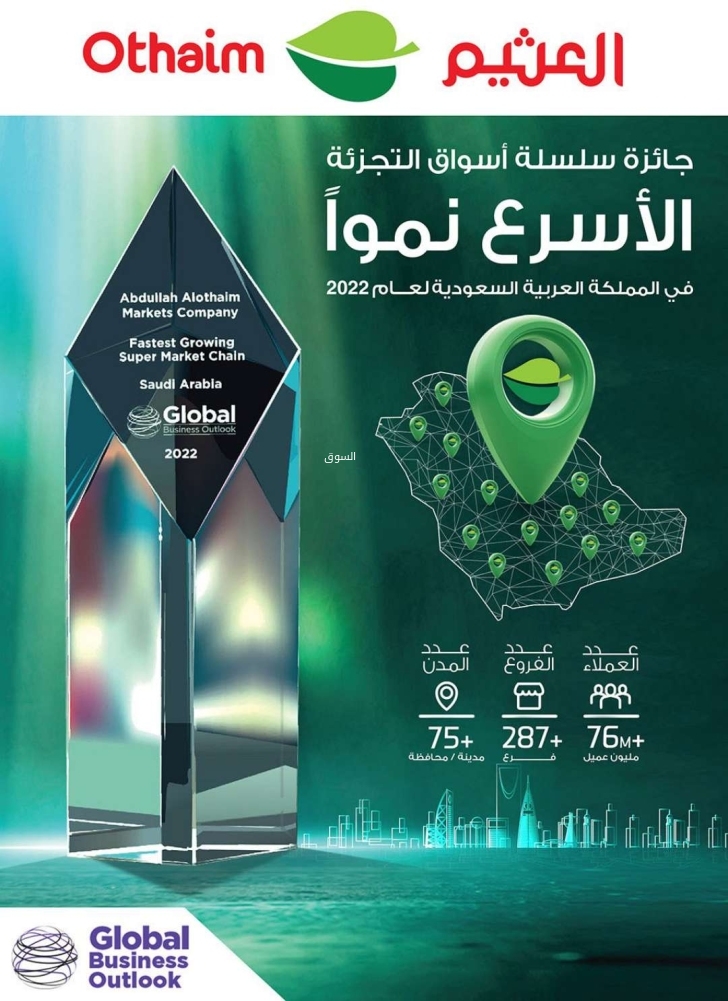 Othaim
العثيم
جائزة سلسلة أسواق التجزئة
الأسرع نمواً
في المملكة العربية السعودية لعام 2022
Abdullah Alothaim
Markets Company
Fastest Growing
Super Market Chain
Saudi Arabia
Global
Business Outlook
2022
السوق
عدد العملاء
76M+
مليون عميل
عدد الفروع
287+
فرع
عدد المدن
75+
مدينة / محافظة
Global
Business
Outlook